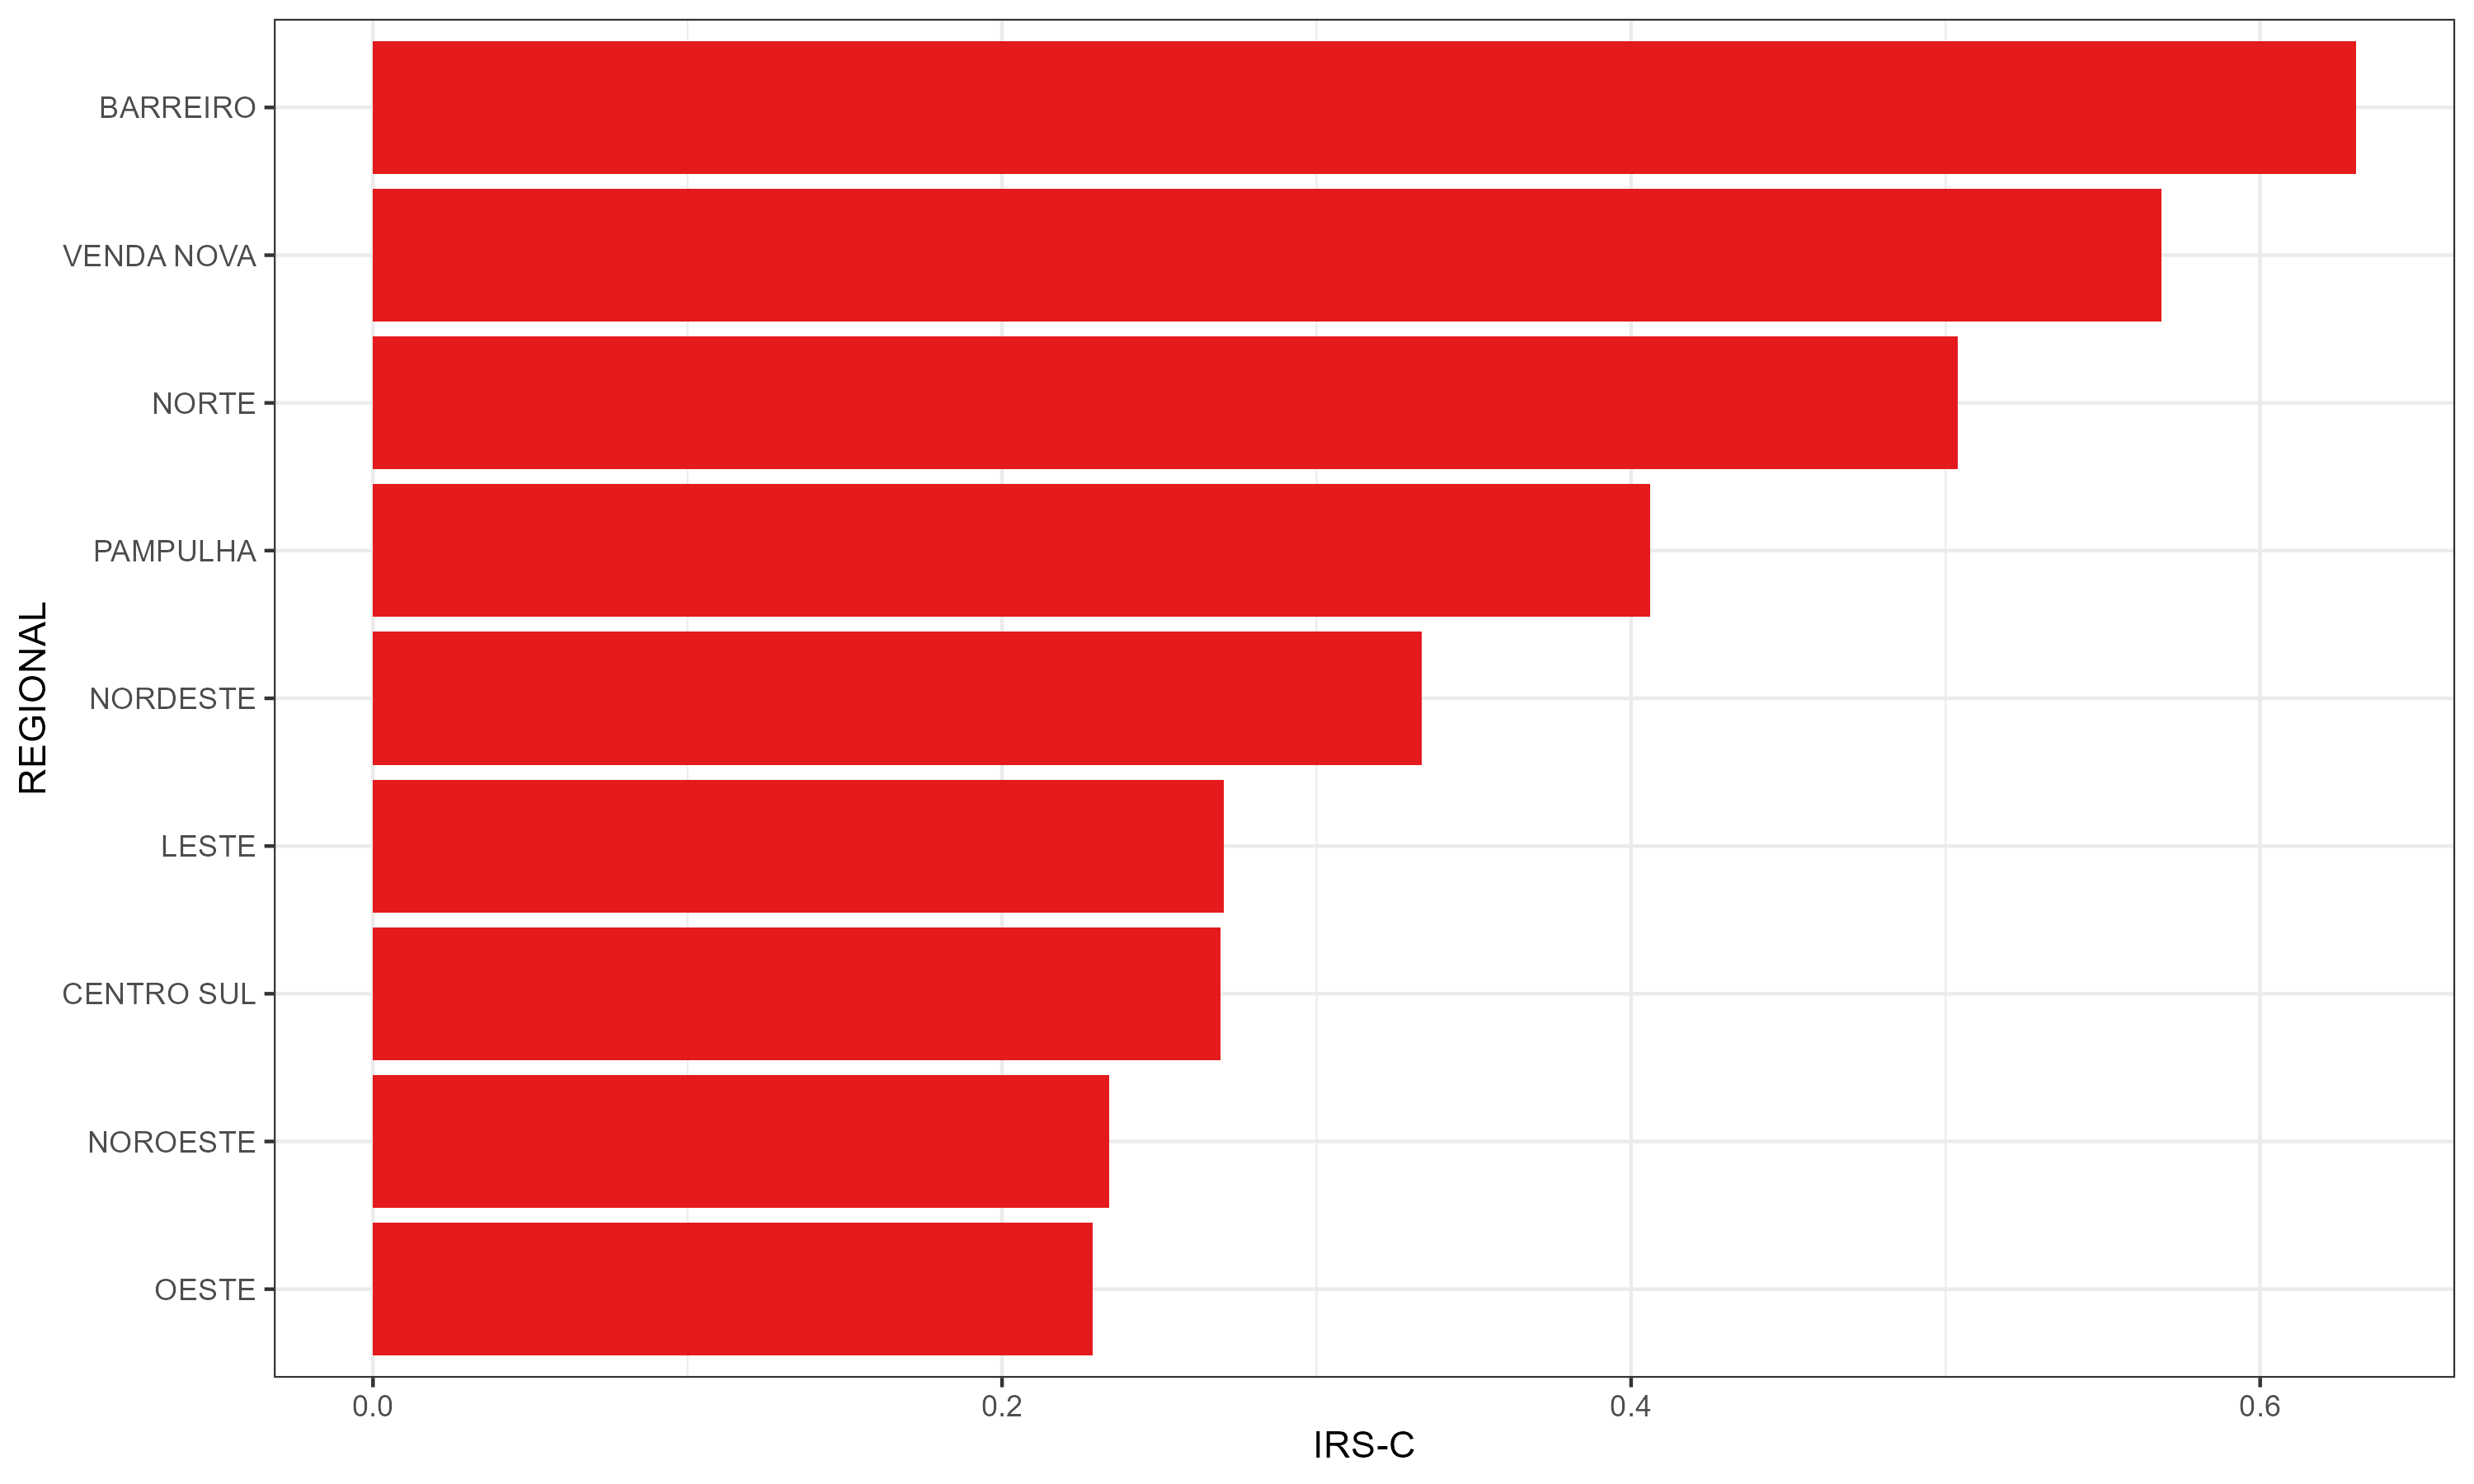 BARREIRO
VENDA NOVA
NORTE
PAMPULHA
NORDESTE
LESTE
CENTRO SUL
NOROESTE
OESTE
REGIONAL
0.0
0.2
0.4
0.6
IRS-C